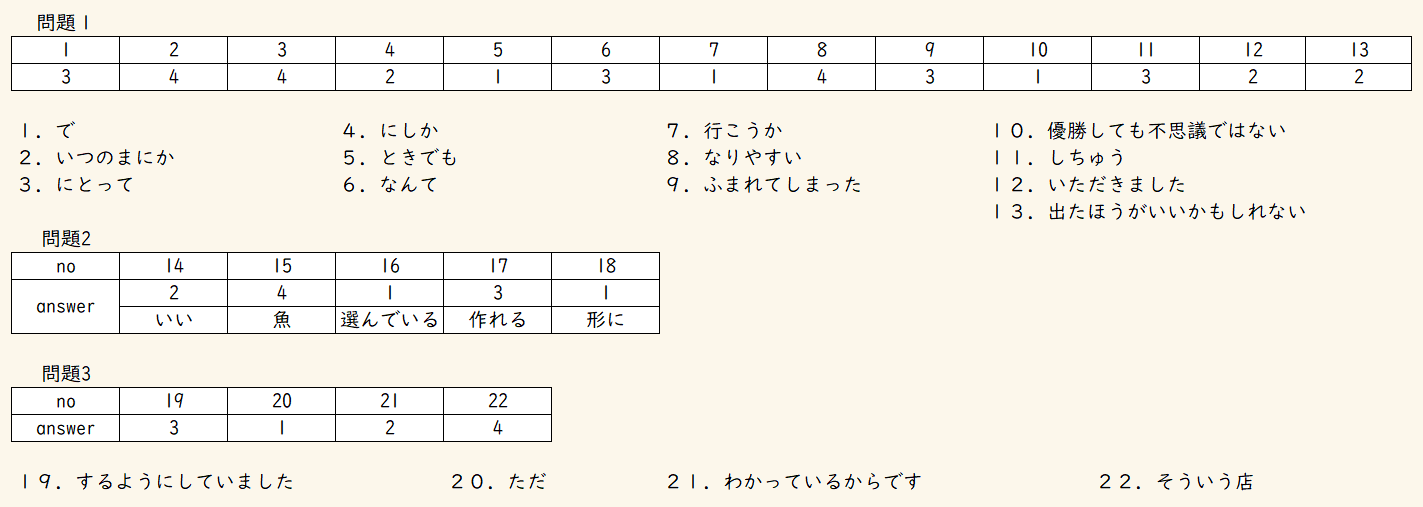 問題１
1 2 3 4 5 6 7 8 9 10 11 12 13
3 4 4 2 1 3 1 4 3 1 3 2 2
１．で ４．にしか ７．行こうか １０．優勝しても不思議ではない
２．いつのまにか ５．ときでも ８．なりやすい １１．しちゅう
３．にとって ６．なんて ９．ふまれてしまった １２．いただきました
１３．出たほうがいいかもしれない
問題2
no 14 15 16 17 18
answer 2 4 1 3 1
いい 魚 選んでいる 作れる 形に
問題3
no 19 20 21 22
answer 3 1 2 4
１９．するようにしていました ２０．ただ ２１．わかっているからです ２２．そういう店